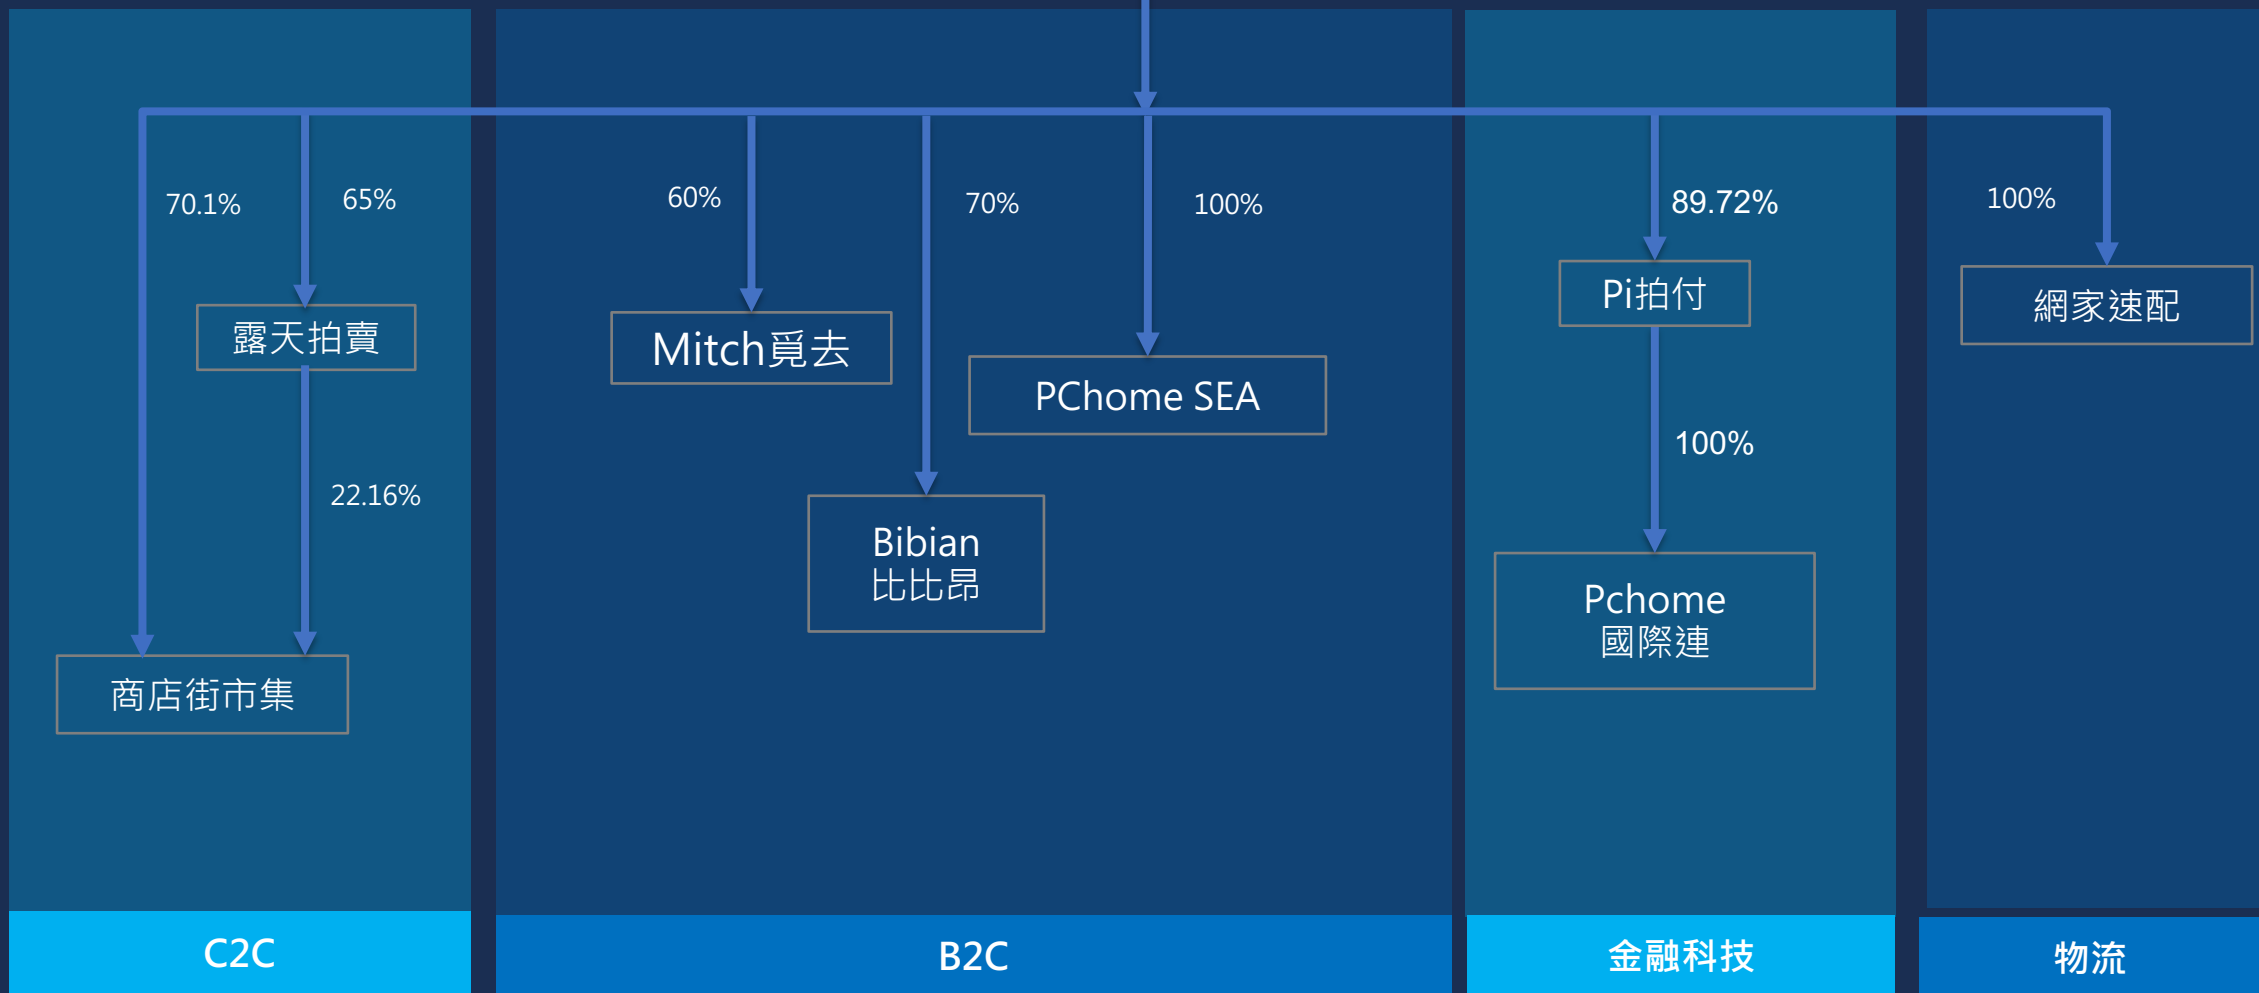 70.1%
65%
60%
70%
100%
89.72%
100%
露天拍賣
Mitch覓去
PChome SEA
Pi拍付
網家速配
22.16%
100%
Bibian
比比昂
Pchome
國際連
商店街市集
C2C
B2C
金融科技
物流